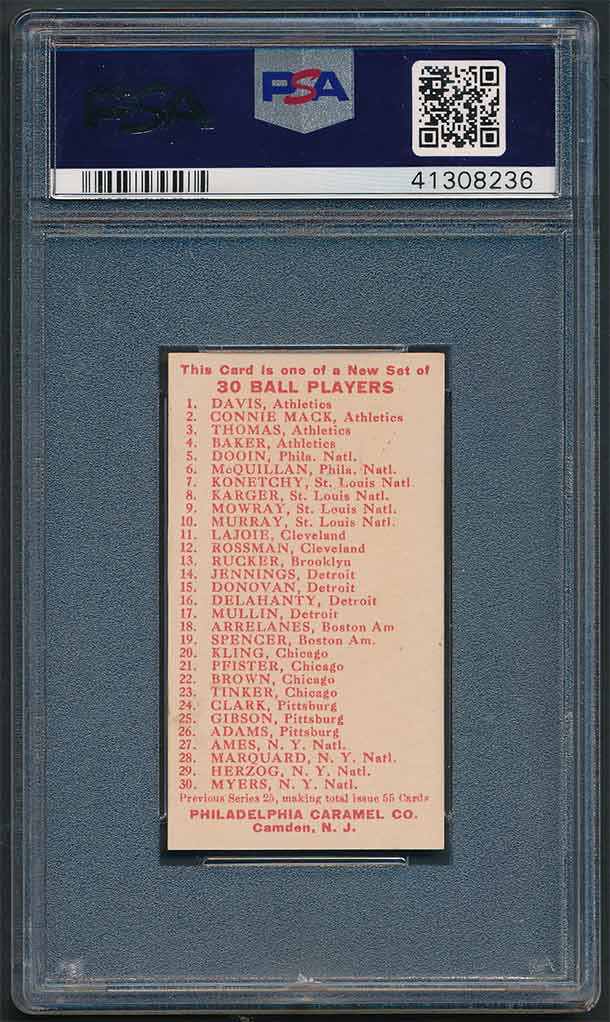 PSA
PSA
41308236
This Card is one of a New Set of
30 BALL PLAYERS
1. DAVIS, Athletics
2. CONNIE MACK, Athletics
3. THOMAS, Athletics
4. BAKER, Athletics
5. DOOIN, Phila. Natl.
6. McQUILLAN, Phila. Natl.
7. KONETCHY, St. Louis Natl
8. KARGER, St. Louis Natl.
9. MOWRAY, St. Louis Natl.
10. MURRAY, St. Louis Natl.
11. LAJOIE, Cleveland
12. ROSSMAN, Cleveland
13. RUCKER, Brooklyn
14. JENNINGS, Detroit
15. DONOVAN, Detroit
16. DELAHANTY, Detroit
17. MULLIN, Detroit
18. ARRELANES, Boston Am
19. SPENCER, Boston Am.
20. KLING, Chicago
21. PFISTER, Chicago
22. BROWN, Chicago
23. TINKER, Chicago
24. CLARK, Pittsburg
25. GIBSON, Pittsburg
26. ADAMS, Pittsburg
27. AMES, N. Y. Natl.
28. MARQUARD, N. Y. Natl.
29. HERZOG, N. Y. Natl.
30. MYERS, N. Y. Natl.
Previous Series 25, making total issue 55 Cards
PHILADELPHIA CARAMEL CO.
Camden, N. J.